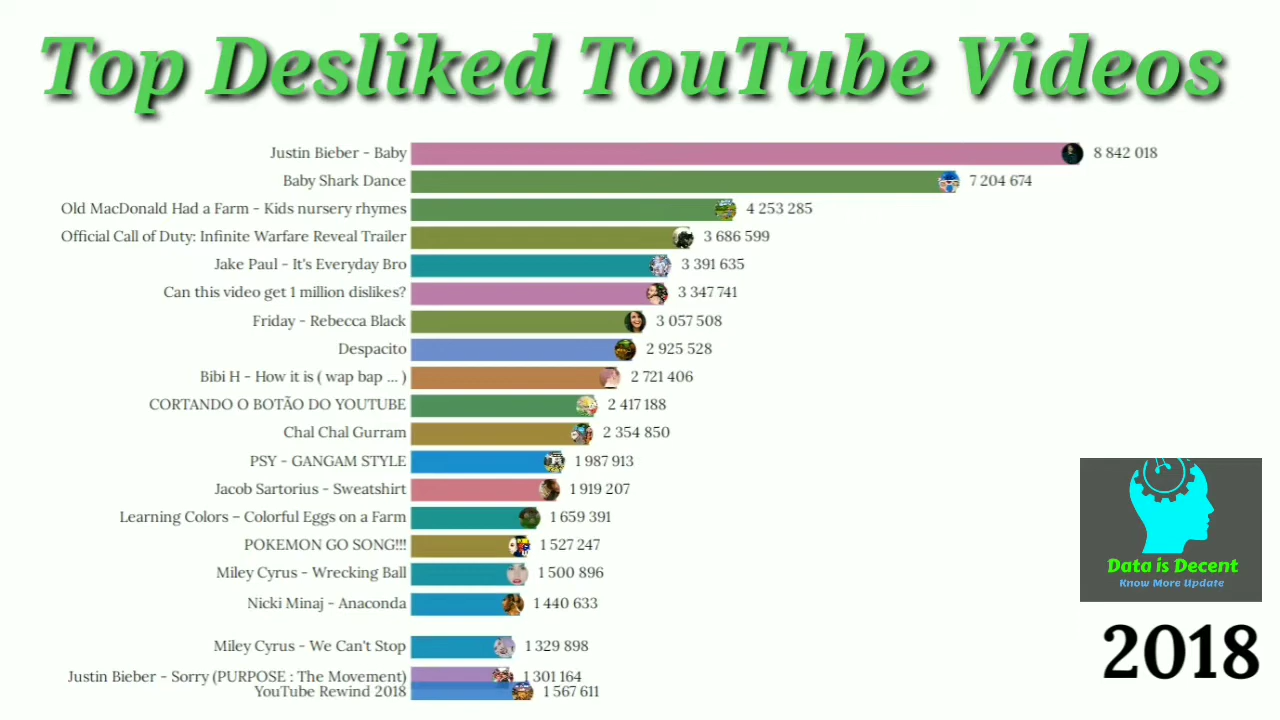 Top Desliked TouTube Videos
Justin Bieber - Baby 8 842 018
Baby Shark Dance 7 204 674
Old MacDonald Had a Farm - Kids nursery rhymes 4 253 285
Official Call of Duty: Infinite Warfare Reveal Trailer 3 686 599
Jake Paul - It's Everyday Bro 3 391 635
Can this video get 1 million dislikes? 3 347 741
Friday - Rebecca Black 3 057 508
Despacito 2 925 528
Bibi H - How it is ( wap bap ... ) 2 721 406
CORTANDO O BOTÃO DO YOUTUBE 2 417 188
Chal Chal Gurram 2 354 850
PSY - GANGAM STYLE 1 987 913
Jacob Sartorius - Sweatshirt 1 919 207
Learning Colors – Colorful Eggs on a Farm 1 659 391
POKEMON GO SONG!!! 1 527 247
Miley Cyrus - Wrecking Ball 1 500 896
Nicki Minaj - Anaconda 1 440 633
Miley Cyrus - We Can't Stop 1 329 898
Justin Bieber - Sorry (PURPOSE : The Movement) 1 301 164
YouTube Rewind 2018 1 567 611
Data is Decent
Know More Update
2018